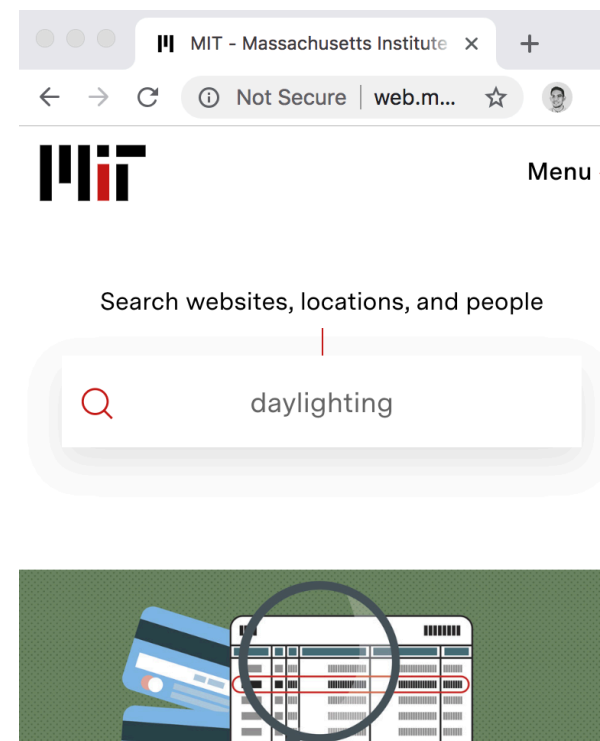 MIT - Massachusetts Institute
Not Secure | web.m...
MIT
Menu
Search websites, locations, and people
daylighting